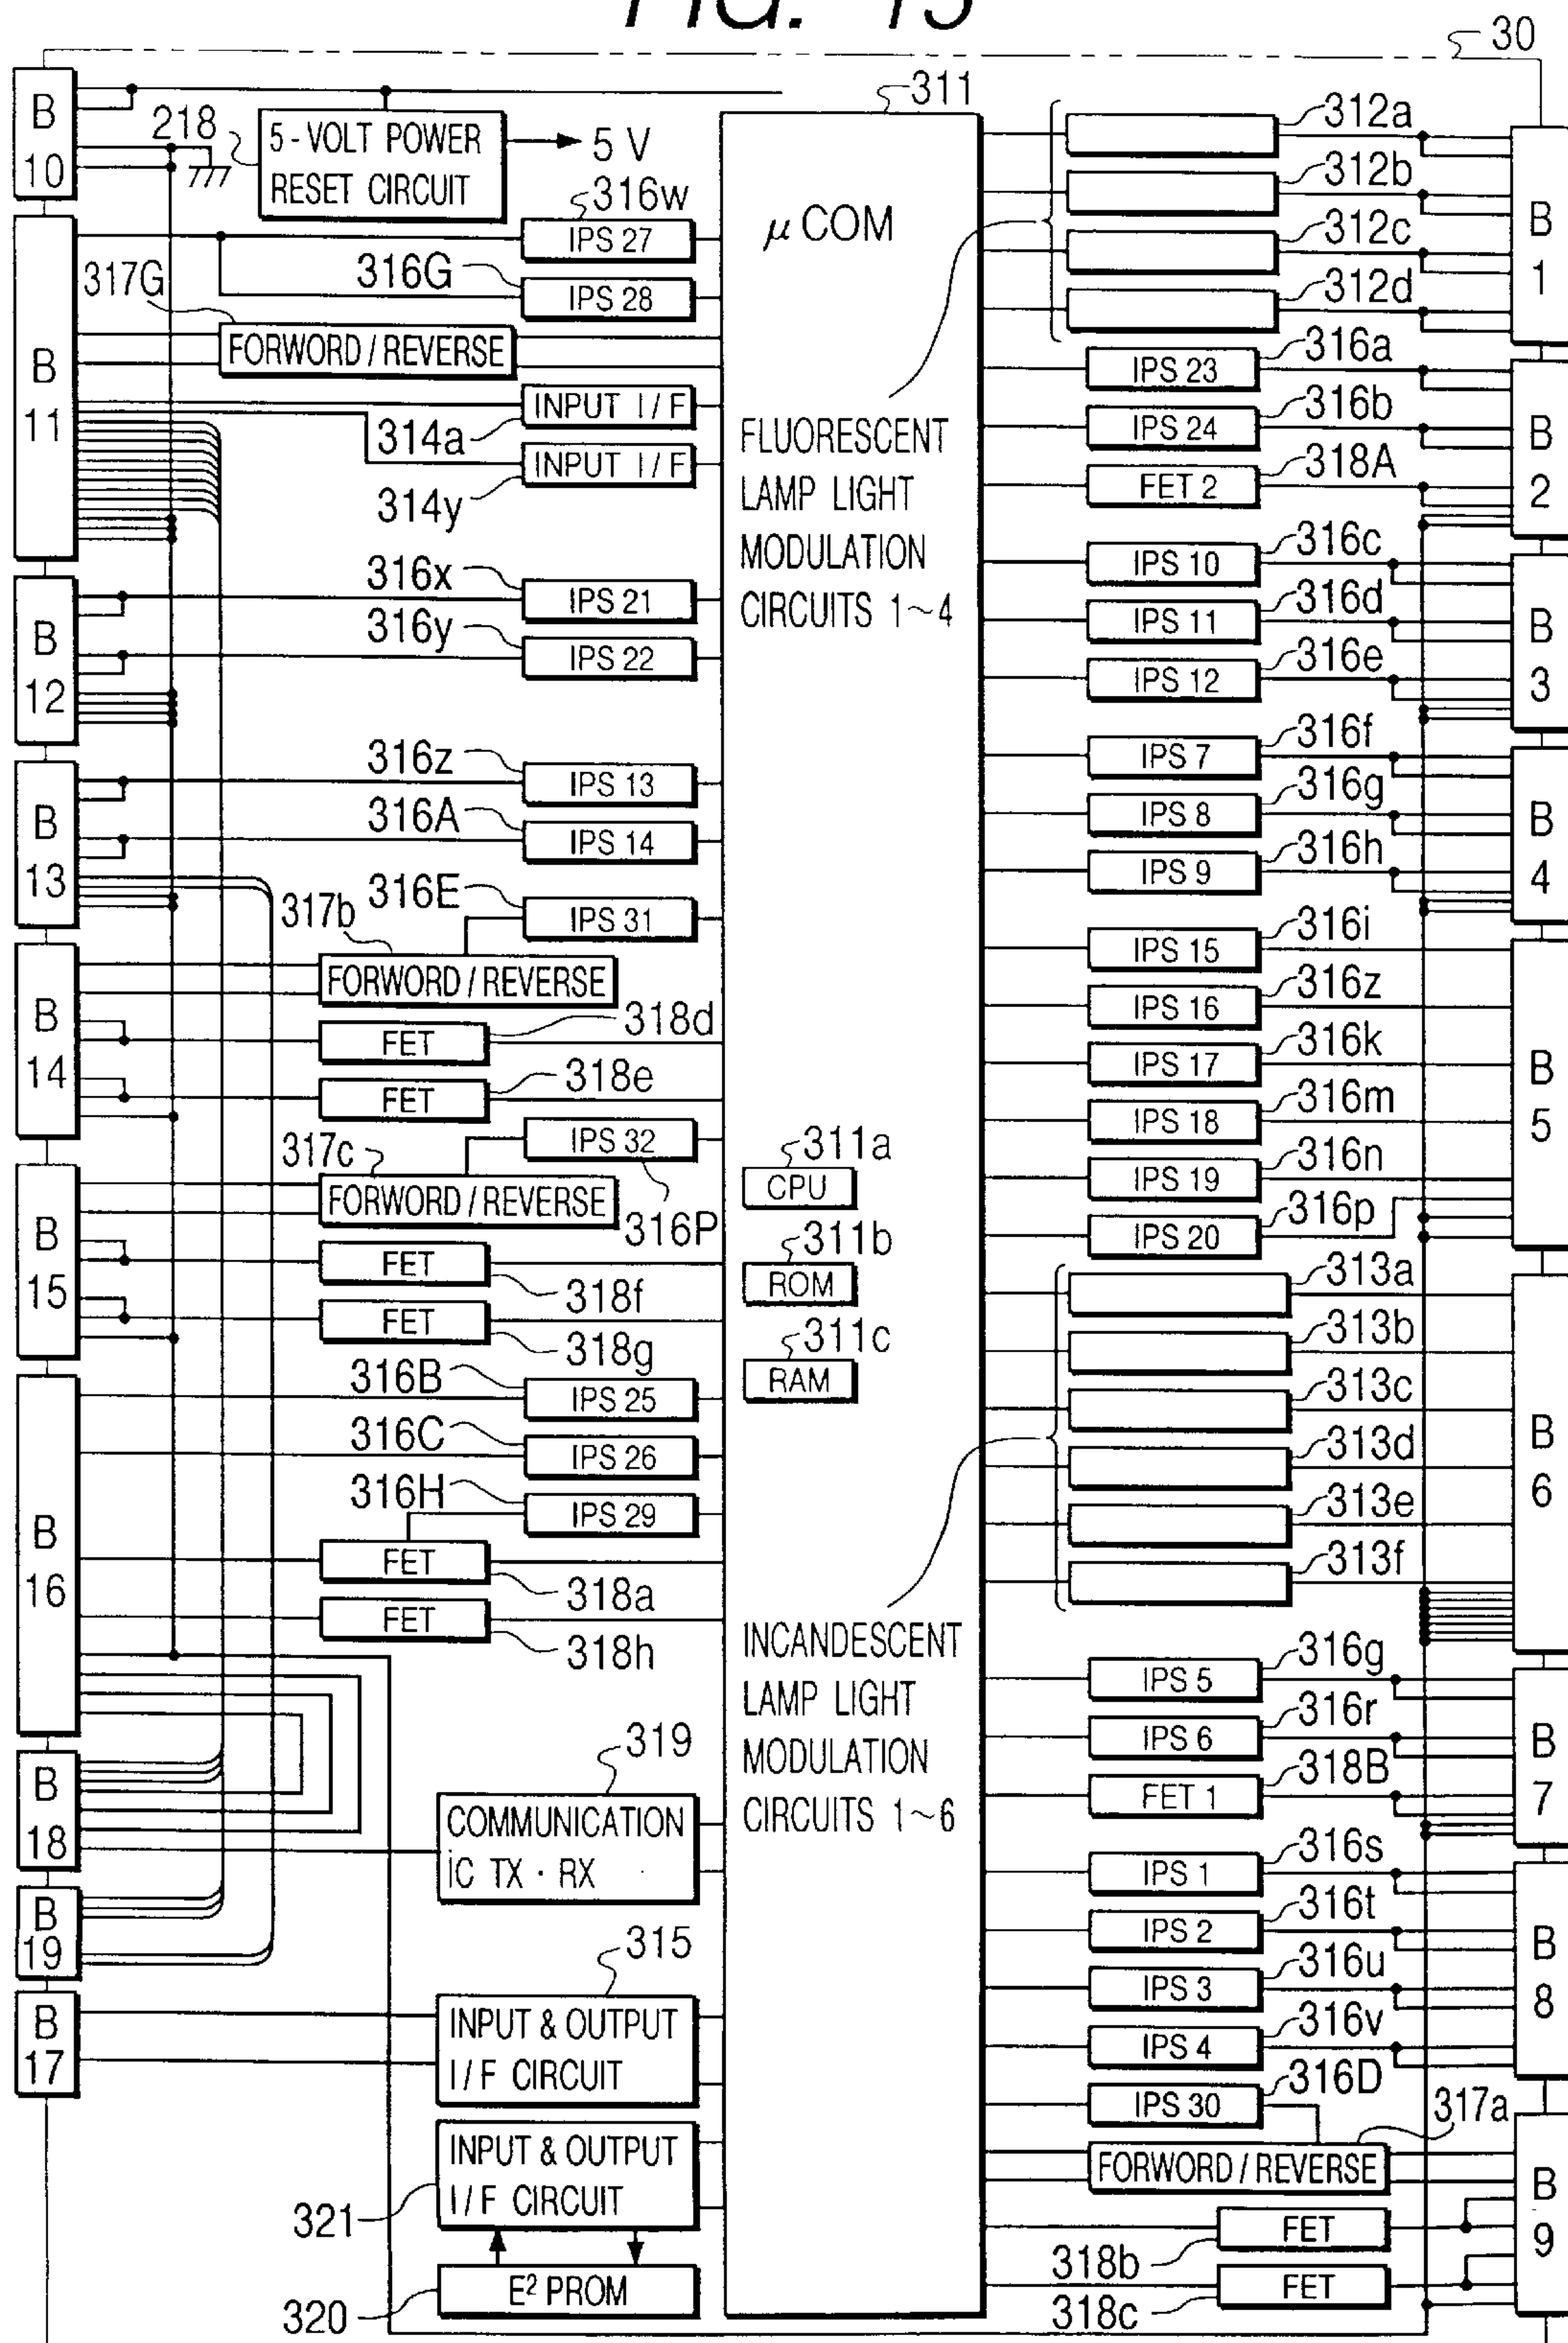 FIG. 15
30
B
10
218
5-VOLT POWER
RESET CIRCUIT
5 V
311
μ COM
312a
312b
312c
312d
B
1
316w
IPS 27
316G
IPS 28
317G
FORWORD / REVERSE
B
11
INPUT I / F
314a
INPUT I / F
314y
FLUORESCENT
LAMP LIGHT
MODULATION
CIRCUITS 1~4
IPS 23
316a
IPS 24
316b
FET 2
318A
B
2
B
12
316x
IPS 21
316y
IPS 22
IPS 10
316c
IPS 11
316d
IPS 12
316e
B
3
B
13
316z
IPS 13
316A
IPS 14
IPS 7
316f
IPS 8
316g
IPS 9
316h
B
4
316E
IPS 31
317b
FORWORD / REVERSE
B
14
FET
318d
FET
318e
IPS 15
316i
IPS 16
316z
IPS 17
316k
IPS 18
316m
IPS 19
316n
IPS 20
316p
B
5
IPS 32
316P
317c
FORWORD / REVERSE
B
15
FET
318f
FET
318g
311a
CPU
311b
ROM
311c
RAM
313a
313b
313c
313d
313e
313f
B
6
316B
IPS 25
316C
IPS 26
316H
IPS 29
B
16
FET
318a
FET
318h
INCANDESCENT
LAMP LIGHT
MODULATION
CIRCUITS 1~6
IPS 5
316g
IPS 6
316r
FET 1
318B
B
7
B
18
319
COMMUNICATION
iC TX · RX
B
19
IPS 1
316s
IPS 2
316t
IPS 3
316u
IPS 4
316v
B
8
315
INPUT & OUTPUT
I / F CIRCUIT
B
17
IPS 30
316D
317a
FORWORD / REVERSE
B
9
INPUT & OUTPUT
I / F CIRCUIT
321
E² PROM
320
FET
318b
FET
318c